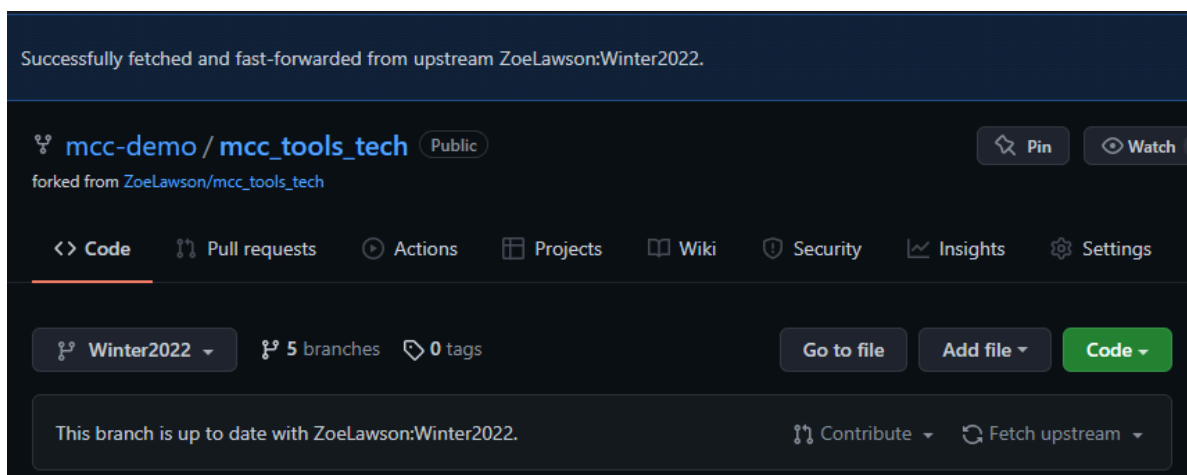 Successfully fetched and fast-forwarded from upstream ZoeLawson:Winter2022.
mcc-demo / mcc_tools_tech Public
Pin Watch
forked from ZoeLawson/mcc_tools_tech
<> Code Pull requests Actions Projects Wiki Security Insights Settings
Winter2022 5 branches 0 tags Go to file Add file Code
This branch is up to date with ZoeLawson:Winter2022. Contribute Fetch upstream